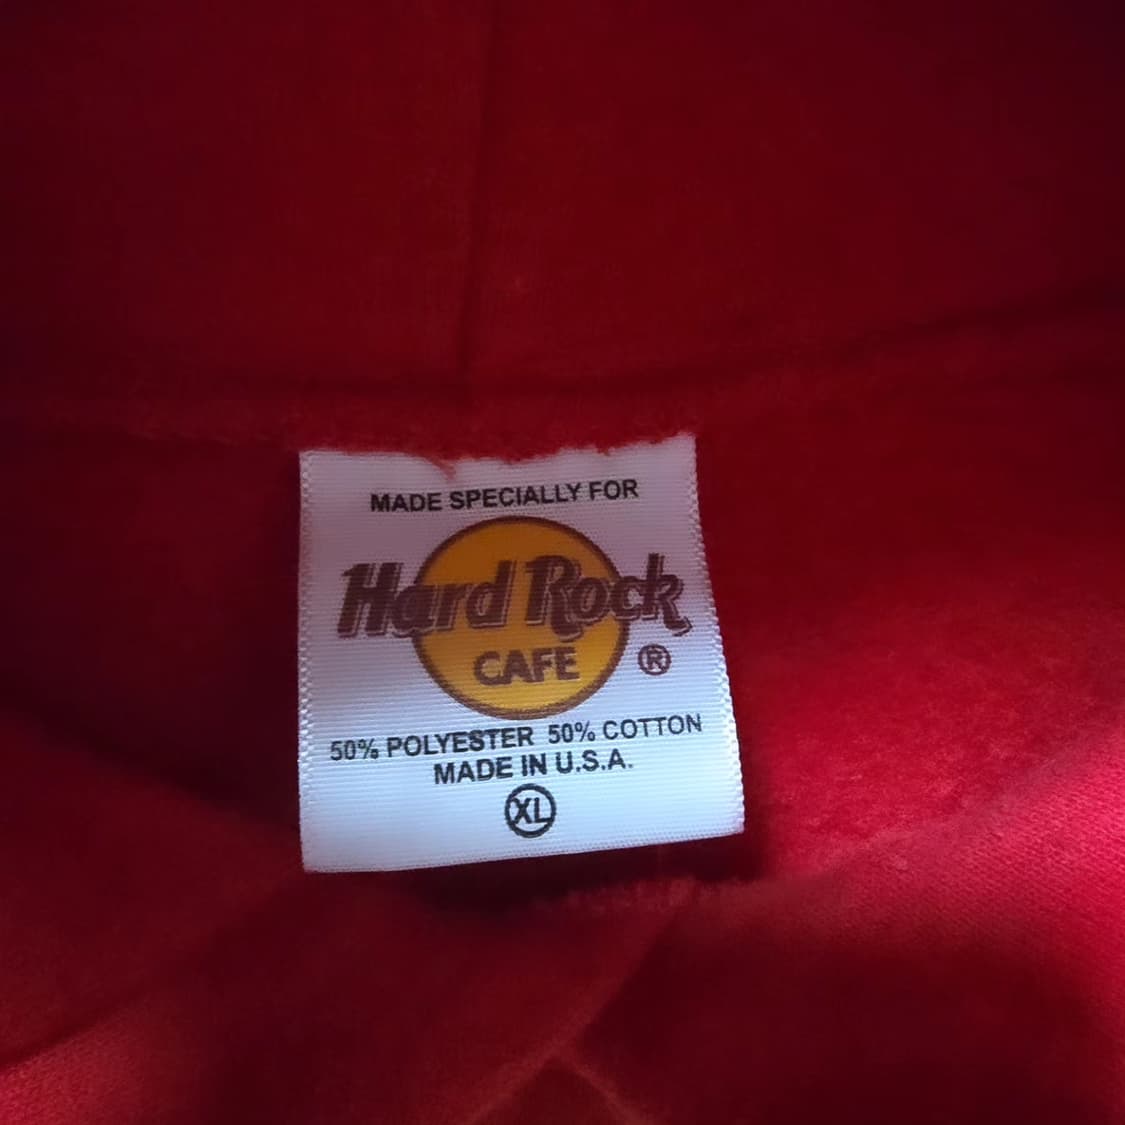 MADE SPECIALLY FOR
Hard Rock
CAFE ®
50% POLYESTER 50% COTTON
MADE IN U.S.A.
XL